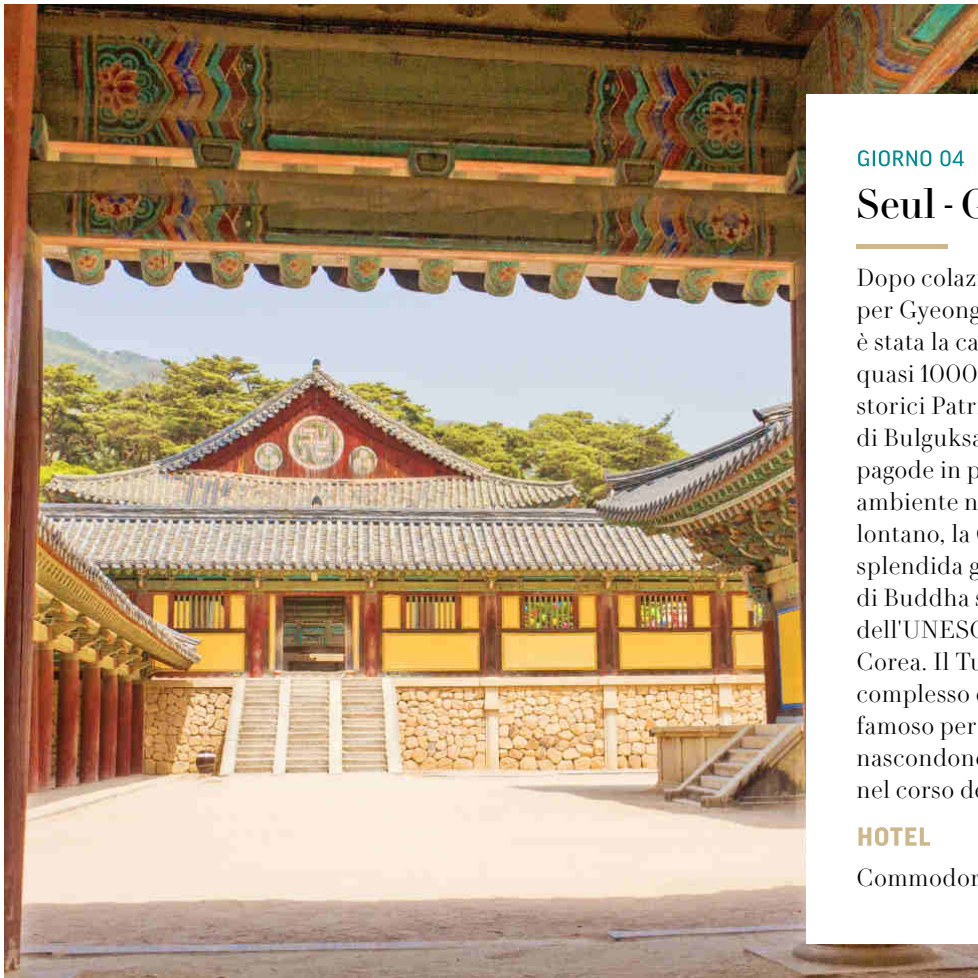 GIORNO 04
Seul - G
Dopo colaz
per Gyeong
è stata la ca
quasi 1000
storici Patr
di Bulguksa
pagode in p
ambiente n
lontano, la
splendida g
di Buddha s
dell'UNESC
Corea. Il Tu
complesso
famoso per
nascondono
nel corso de
HOTEL
Commodor